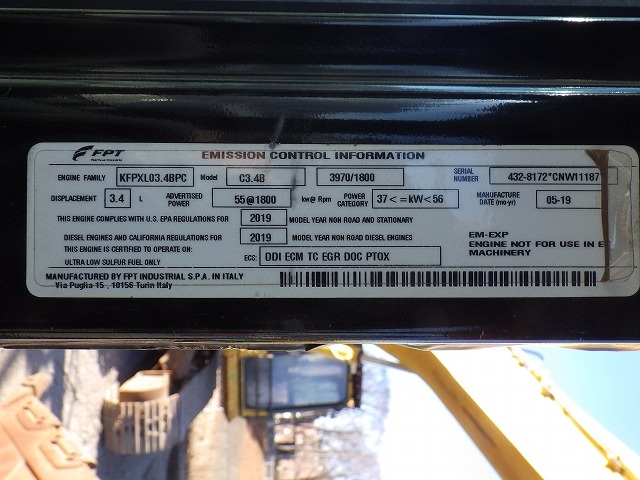 FPT
EMISSION CONTROL INFORMATION
ENGINE FAMILY KFPXL03.4BPC Model C3.4B 3970/1800 SERIAL NUMBER 432-8172*CNW11187
DISPLACEMENT 3.4 L ADVERTISED POWER 55@1800 kw@ Rpm POWER CATEGORY 37<=kW<56 MANUFACTURE DATE (mo-yr) 05-19
THIS ENGINE COMPLIES WITH U.S. EPA REGULATIONS FOR 2019 MODEL YEAR NON ROAD AND STATIONARY
DIESEL ENGINES AND CALIFORNIA REGULATIONS FOR 2019 MODEL YEAR NON ROAD DIESEL ENGINES
THIS ENGINE IS CERTIFIED TO OPERATE ON:
ULTRA LOW SULFUR FUEL ONLY
ECS: DDI ECM TC EGR DOC PTOX
EM-EXP
ENGINE NOT FOR USE IN
MACHINERY
MANUFACTURED BY FPT INDUSTRIAL S.P.A. IN ITALY
Via Puglia 15 , 10156 Turin Italy